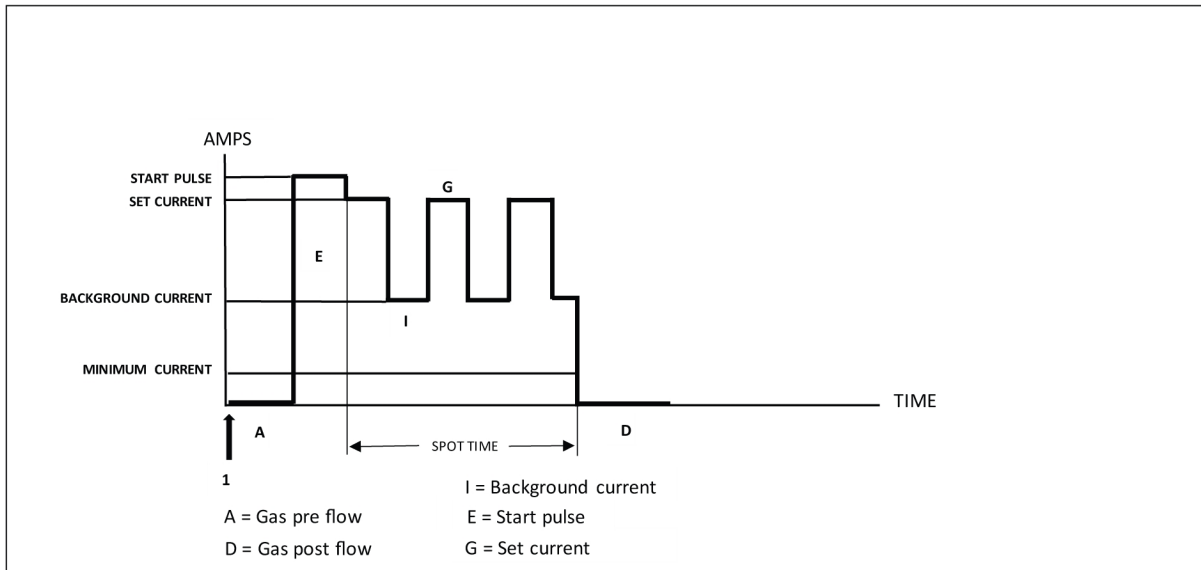 AMPS
START PULSE
SET CURRENT
G
E
BACKGROUND CURRENT
I
MINIMUM CURRENT
TIME
A
SPOT TIME
D
1
I = Background current
A = Gas pre flow
E = Start pulse
D = Gas post flow
G = Set current